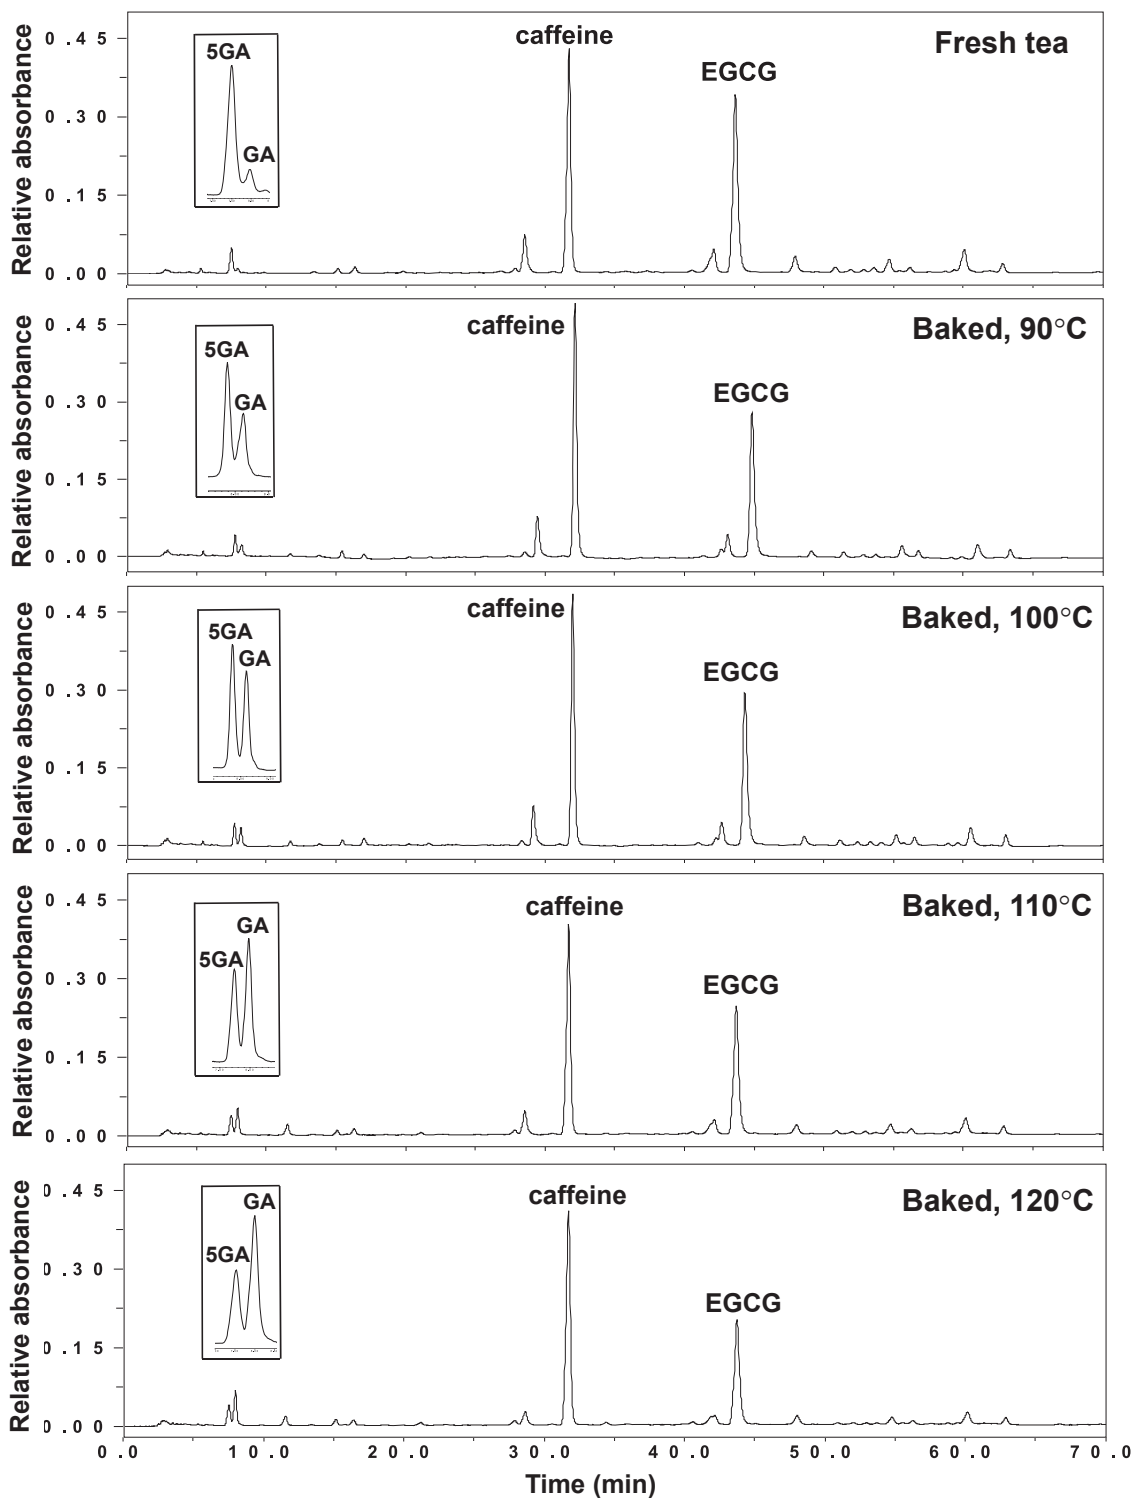 Fresh tea
Relative absorbance
0.45
0.30
0.15
0.00
5GA
GA
caffeine
EGCG
Baked, 90°C
Relative absorbance
0.45
0.30
0.15
0.00
5GA
GA
caffeine
EGCG
Baked, 100°C
Relative absorbance
0.45
0.30
0.15
0.00
5GA
GA
caffeine
EGCG
Baked, 110°C
Relative absorbance
0.45
0.30
0.15
0.00
GA
5GA
caffeine
EGCG
Baked, 120°C
Relative absorbance
0.45
0.30
0.15
0.00
GA
5GA
caffeine
EGCG
0.0 10.0 20.0 30.0 40.0 50.0 60.0 70.0
Time (min)